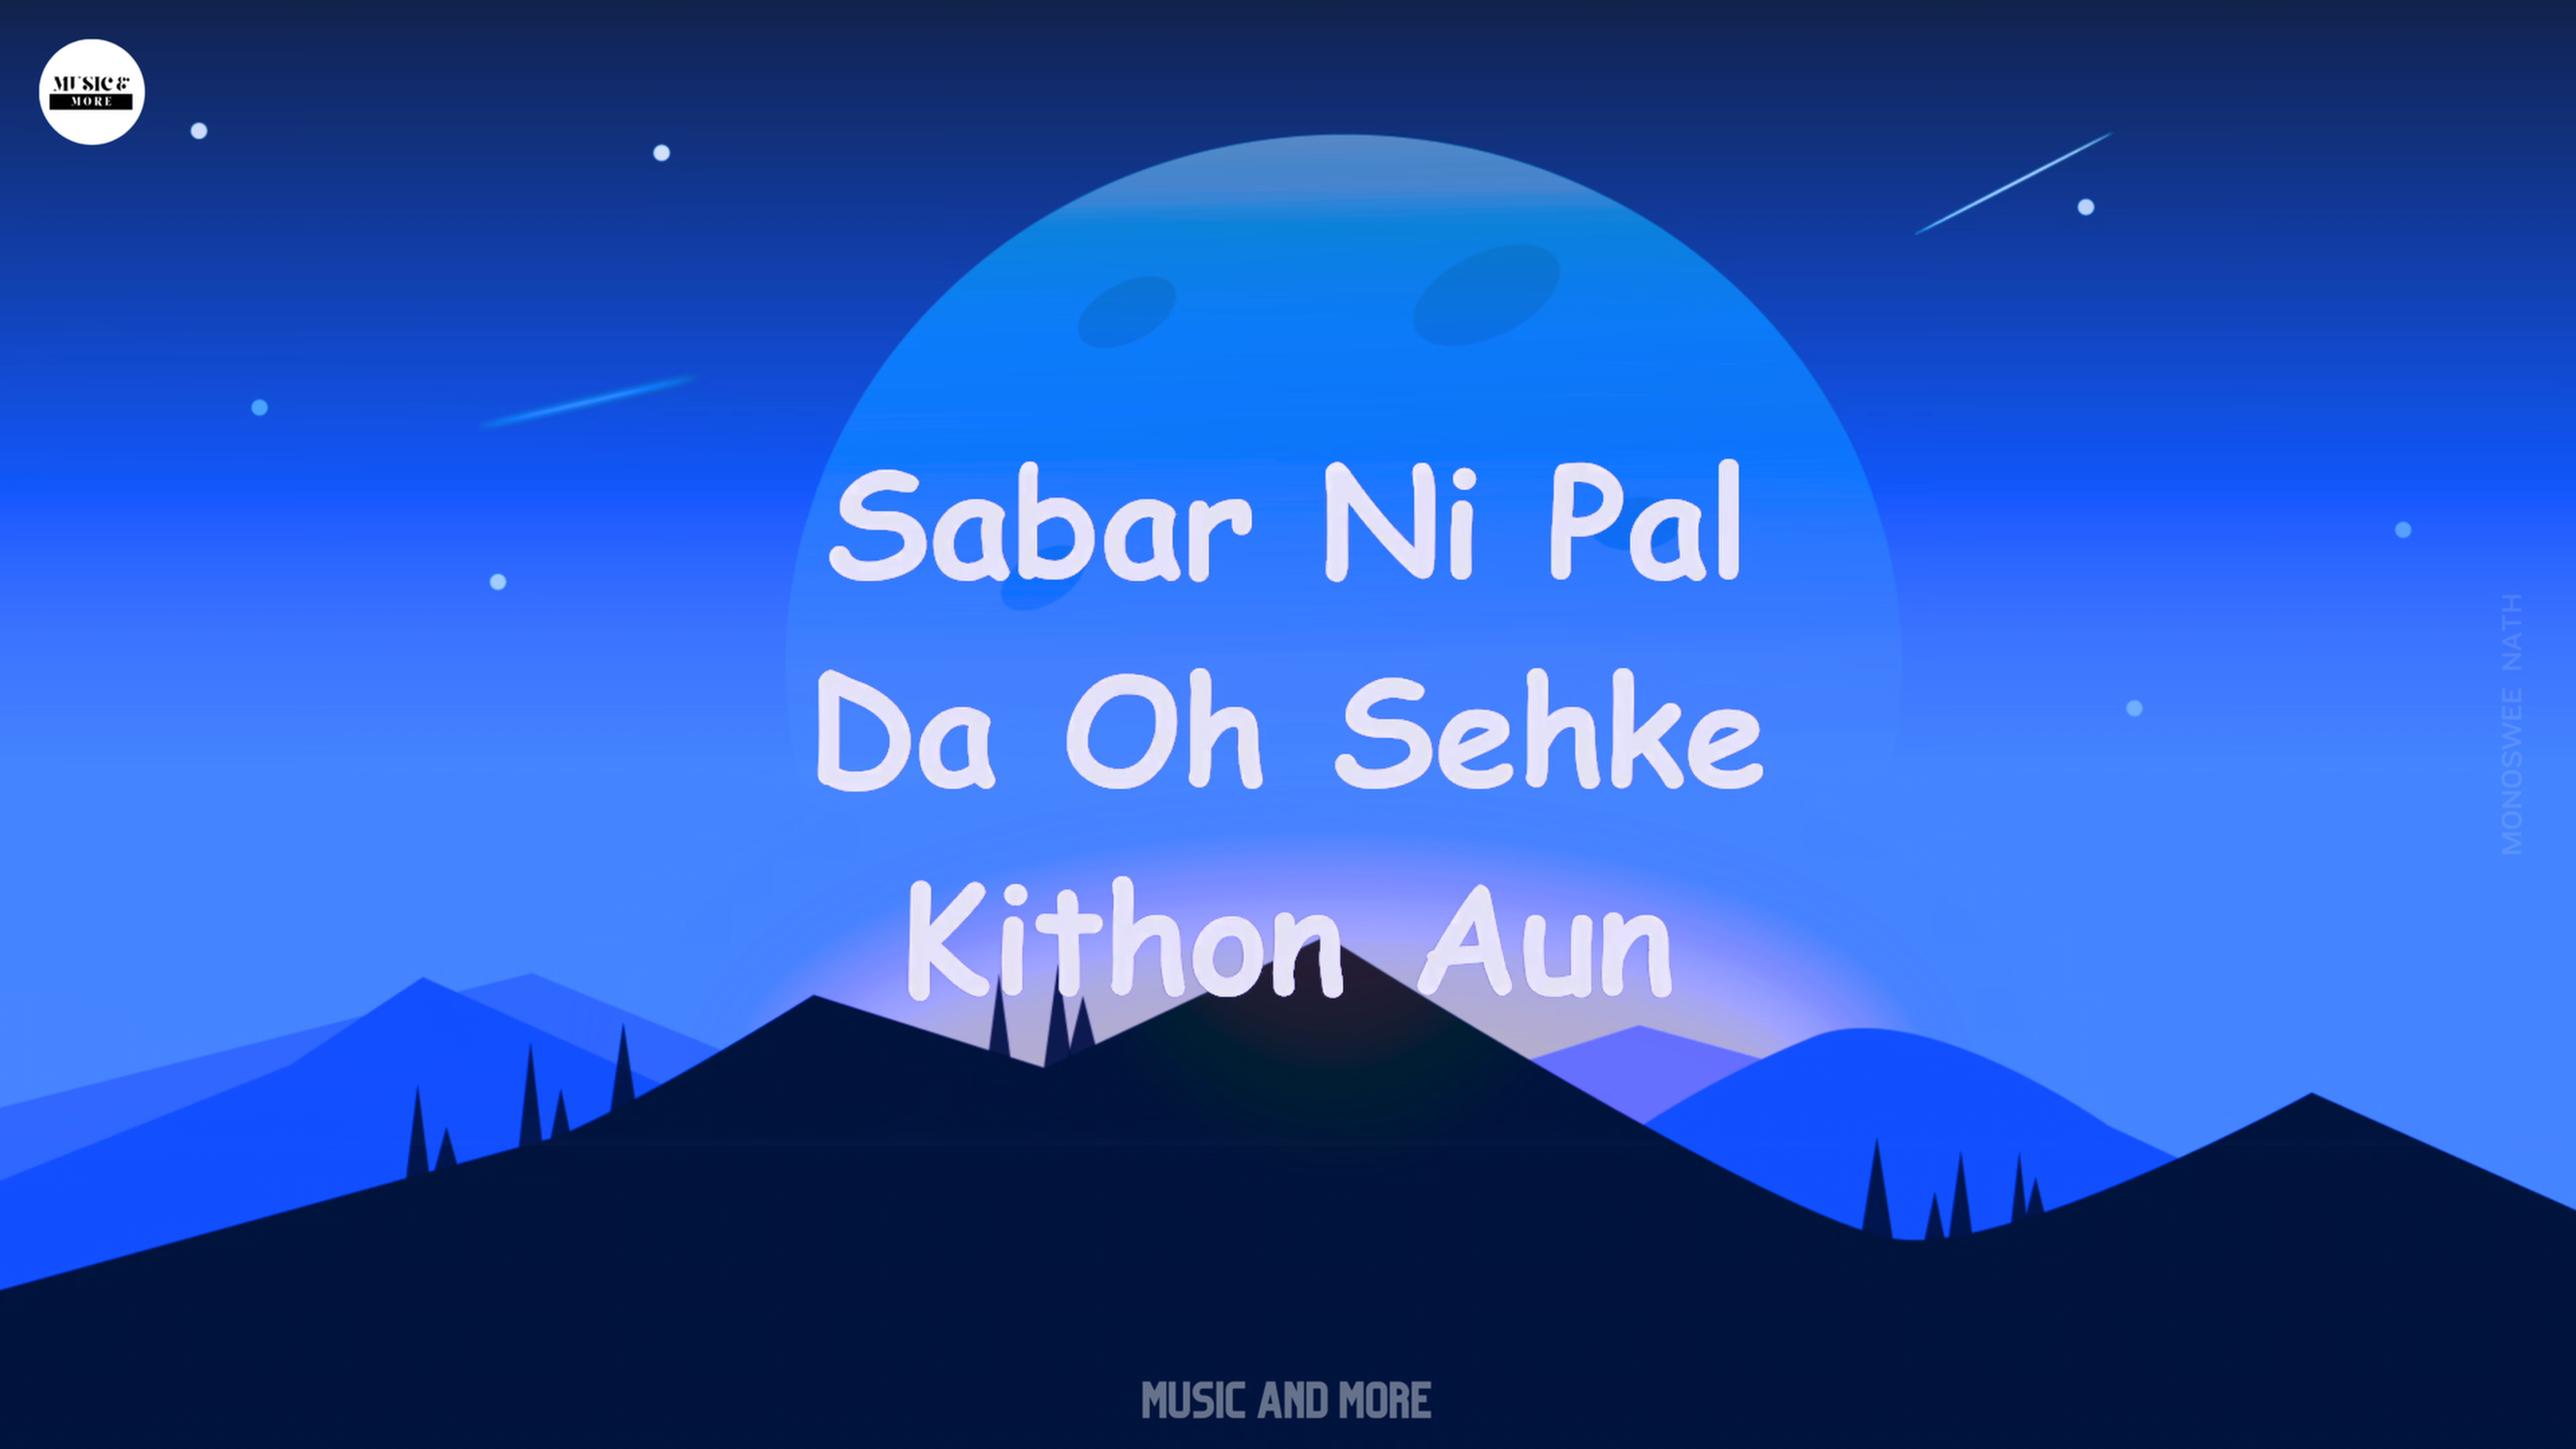 MUSIC &
MORE
Sabar Ni Pal
Da Oh Sehke
Kithon Aun
MONOSWEE NATH
MUSIC AND MORE